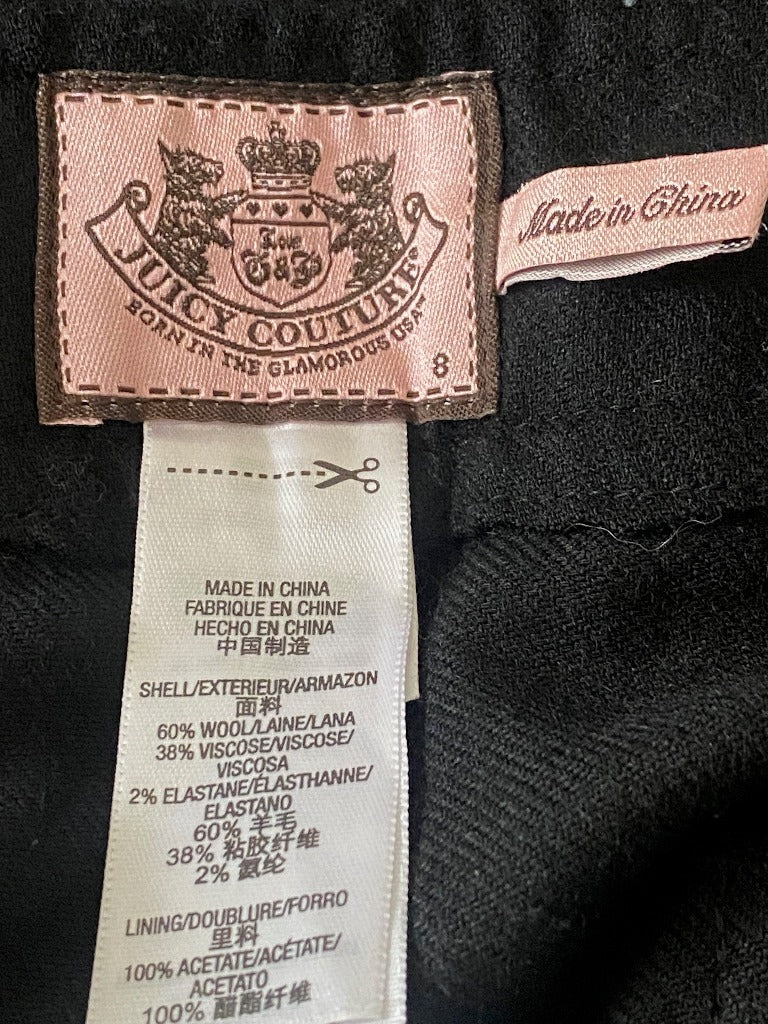 Love
G&P
JUICY COUTURE®
BORN IN THE GLAMOROUS USA™
8
Made in China
MADE IN CHINA
FABRIQUE EN CHINE
HECHO EN CHINA
中国制造
SHELL/EXTERIEUR/ARMAZON
面料
60% WOOL/LAINE/LANA
38% VISCOSE/VISCOSE/
VISCOSA
2% ELASTANE/ÉLASTHANNE/
ELASTANO
60% 羊毛
38% 粘胶纤维
2% 氨纶
LINING/DOUBLURE/FORRO
里料
100% ACETATE/ACÉTATE/
ACETATO
100% 醋酯纤维